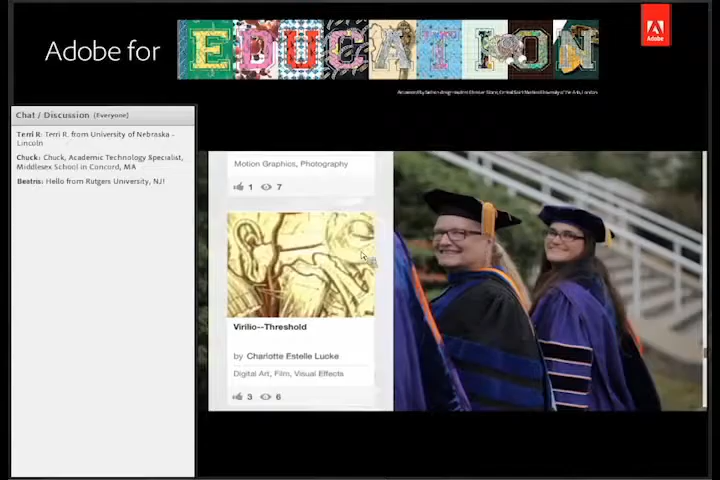 Adobe for EDUCATION
Adobe
Chat / Discussion (Everyone)
Terri R: Terri R. from University of Nebraska -
Lincoln
Chuck: Chuck, Academic Technology Specialist,
Middlesex School in Concord, MA
Beatris: Hello from Rutgers University, NJ!
Motion Graphics, Photography
1 7
Virilio--Threshold
by Charlotte Estelle Lucke
Digital Art, Film, Visual Effects
3 6